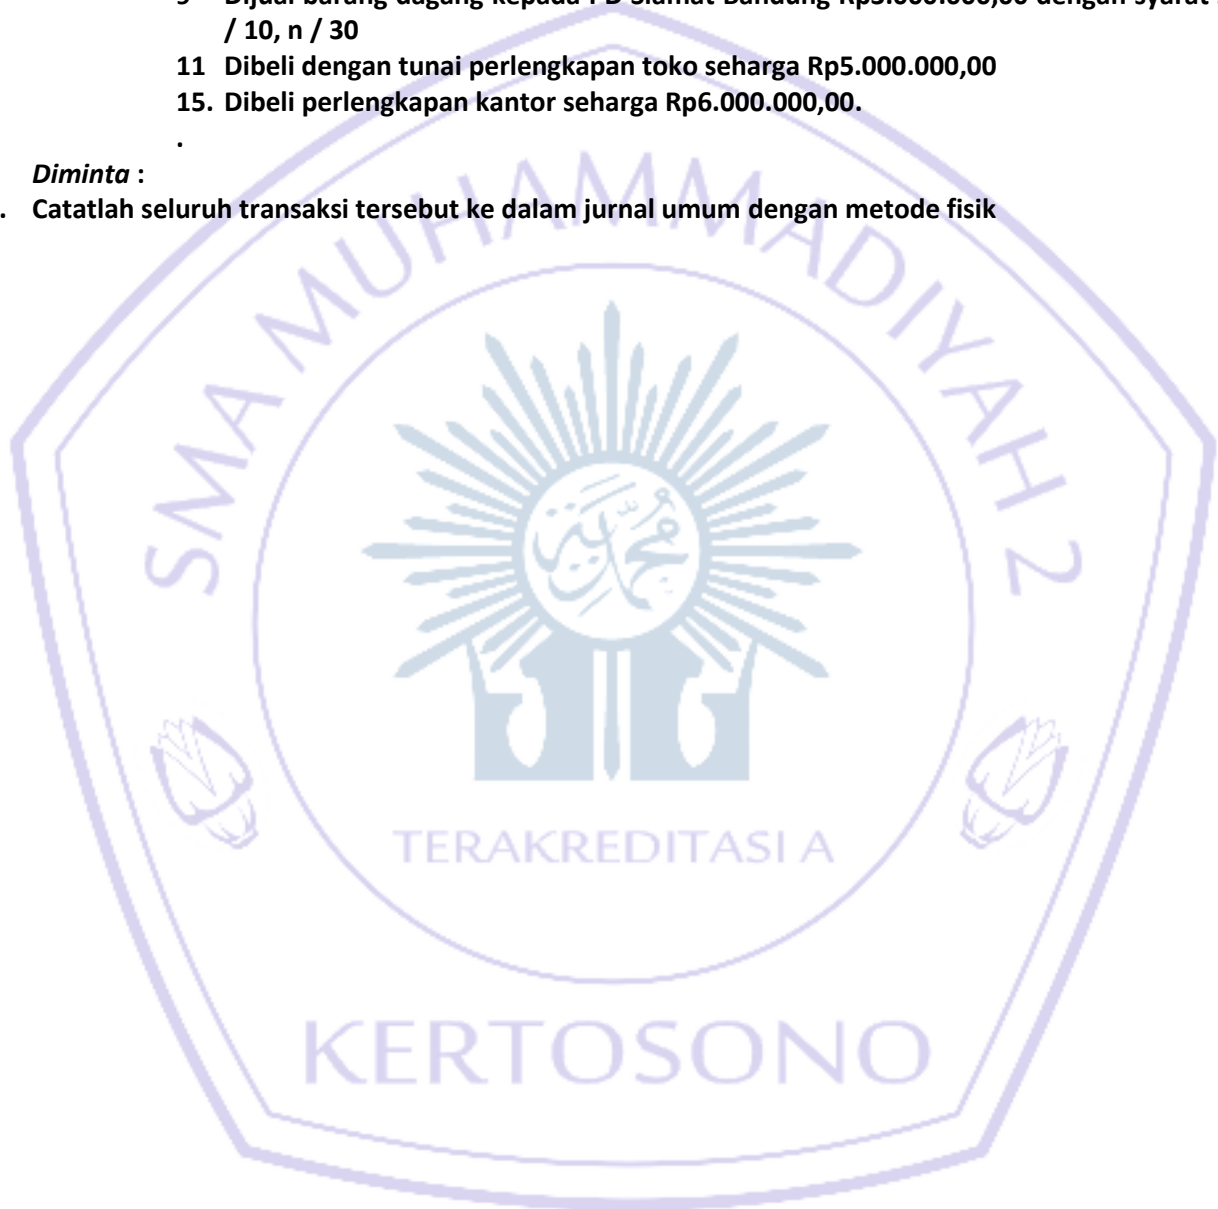 / 10, n / 30
11 Dibeli dengan tunai perlengkapan toko seharga Rp5.000.000,00
15. Dibeli perlengkapan kantor seharga Rp6.000.000,00.
.
Diminta :
. Catatlah seluruh transaksi tersebut ke dalam jurnal umum dengan metode fisik
SMA MUHAMMADIYAH 2
TERAKREDITASI A
KERTOSONO